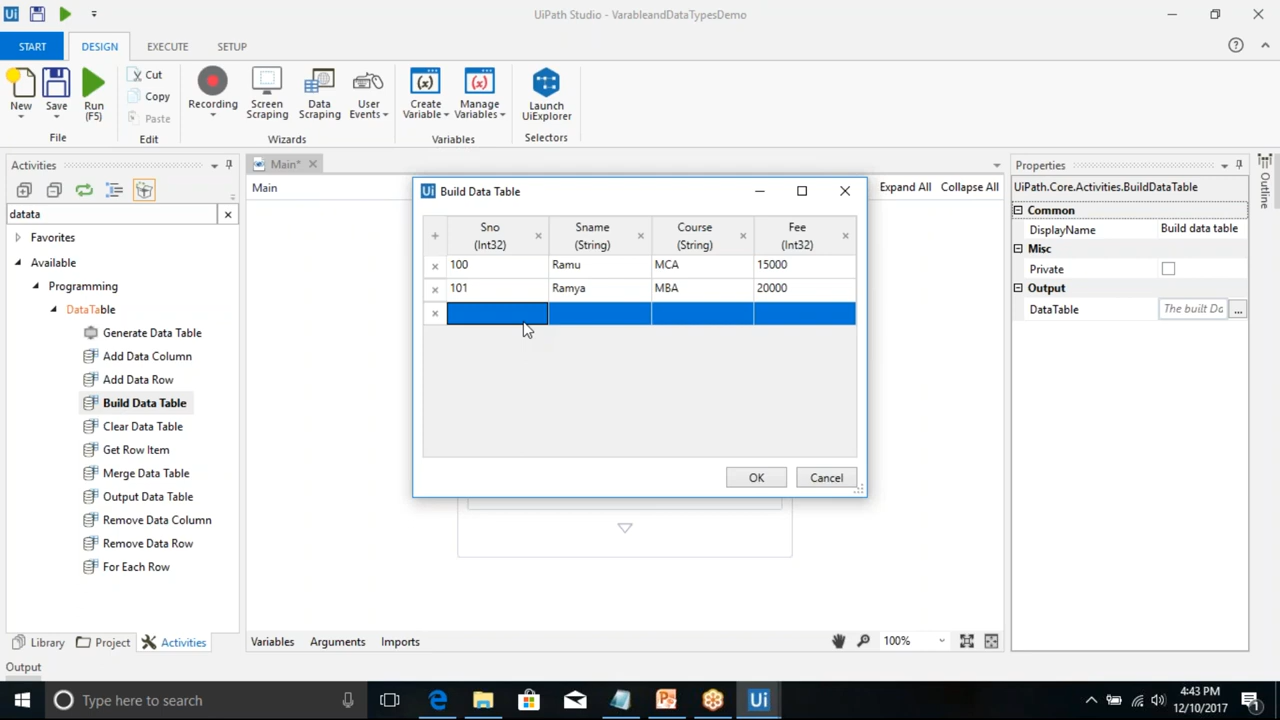 Ui
UiPath Studio - VarableandDataTypesDemo
START
DESIGN
EXECUTE
SETUP
New
Save
Run
(F5)
Cut
Copy
Paste
Recording
Screen
Scraping
Data
Scraping
User
Events
Create
Variable
Manage
Variables
Launch
UiExplorer
File
Edit
Wizards
Variables
Selectors
Activities
datata
Favorites
Available
Programming
DataTable
Generate Data Table
Add Data Column
Add Data Row
Build Data Table
Clear Data Table
Get Row Item
Merge Data Table
Output Data Table
Remove Data Column
Remove Data Row
For Each Row
Library
Project
Activities
Output
Main*
Main
Expand All
Collapse All
Ui Build Data Table
Sno
(Int32)
Sname
(String)
Course
(String)
Fee
(Int32)
100 Ramu MCA 15000
101 Ramya MBA 20000
OK
Cancel
Variables
Arguments
Imports
100%
Properties
UiPath.Core.Activities.BuildDataTable
Common
DisplayName Build data table
Misc
Private
Output
DataTable The built Da ...
Outline
Type here to search
Ui
4:43 PM
12/10/2017
1